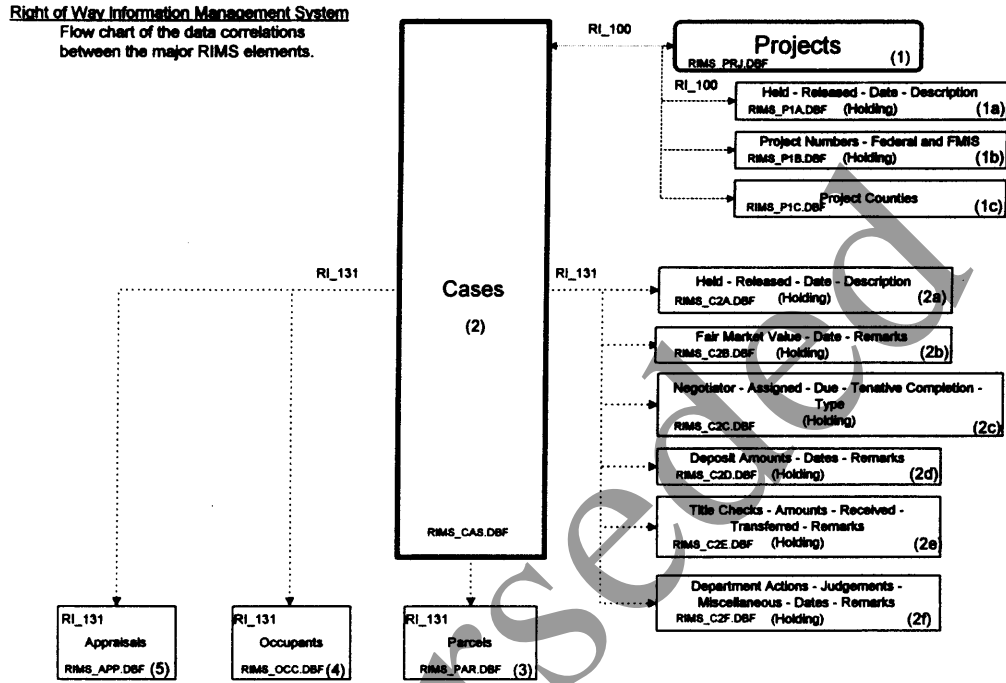 Right of Way Information Management System
Flow chart of the data correlations
between the major RIMS elements.
RI_100
Projects
RIMS_PRJ.DBF
(1)
RI_100
Held - Released - Date - Description
RIMS_P1A.DBF (Holding)
(1a)
Project Numbers - Federal and FMIS
RIMS_P1B.DBF (Holding)
(1b)
Project Counties
RIMS_P1C.DBF
(1c)
RI_131
Cases
(2)
RIMS_CAS.DBF
RI_131
Held - Released - Date - Description
RIMS_C2A.DBF (Holding)
(2a)
Fair Market Value - Date - Remarks
RIMS_C2B.DBF (Holding)
(2b)
Negotiator - Assigned - Due - Tenative Completion -
Type
(Holding)
RIMS_C2C.DBF
(2c)
Deposit Amounts - Dates - Remarks
RIMS_C2D.DBF (Holding)
(2d)
Title Checks - Amounts - Received -
Transferred - Remarks
RIMS_C2E.DBF (Holding)
(2e)
Department Actions - Judgements -
Miscellaneous - Dates - Remarks
RIMS_C2F.DBF (Holding)
(2f)
RI_131
Appraisals
RIMS_APP.DBF (5)
RI_131
Occupants
RIMS_OCC.DBF (4)
RI_131
Parcels
RIMS_PAR.DBF (3)
erseded